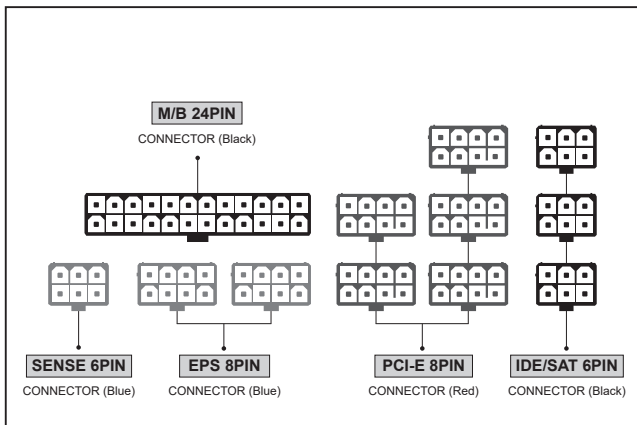 M/B 24PIN
CONNECTOR (Black)
SENSE 6PIN
CONNECTOR (Blue)
EPS 8PIN
CONNECTOR (Blue)
PCI-E 8PIN
CONNECTOR (Red)
IDE/SAT 6PIN
CONNECTOR (Black)